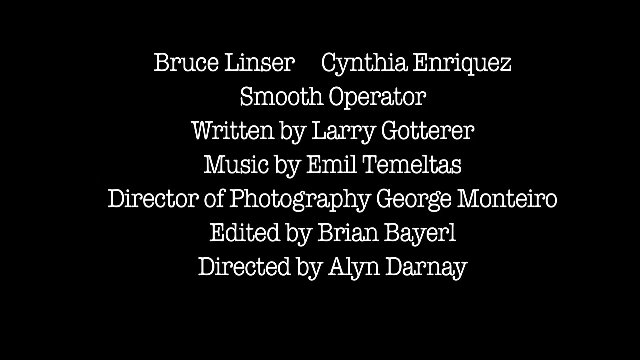 Bruce Linser Cynthia Enriquez
Smooth Operator
Written by Larry Gotterer
Music by Emil Temeltas
Director of Photography George Monteiro
Edited by Brian Bayerl
Directed by Alyn Darnay